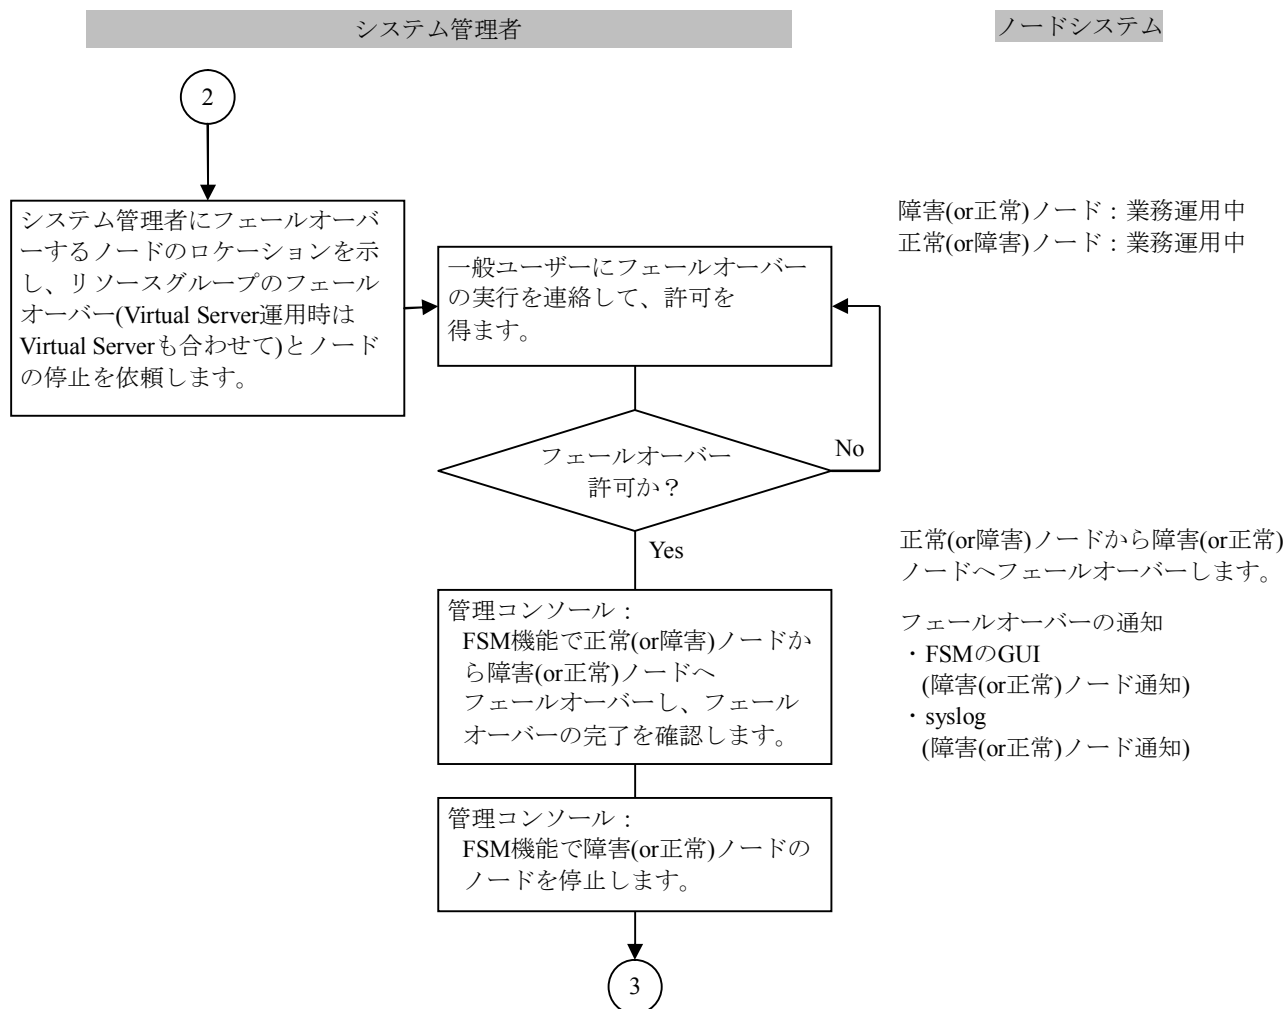 システム管理者
ノードシステム
2
システム管理者にフェールオーバ
ーするノードのロケーションを示
し、リソースグループのフェール
オーバー(Virtual Server運用時は
Virtual Serverも合わせて)とノード
の停止を依頼します。
一般ユーザーにフェールオーバー
の実行を連絡して、許可を
得ます。
障害(or正常)ノード：業務運用中
正常(or障害)ノード：業務運用中
フェールオーバー
許可か？
No
Yes
正常(or障害)ノードから障害(or正常)
ノードへフェールオーバーします。
フェールオーバーの通知
・FSMのGUI
(障害(or正常)ノード通知)
・syslog
(障害(or正常)ノード通知)
管理コンソール：
FSM機能で正常(or障害)ノードか
ら障害(or正常)ノードへ
フェールオーバーし、フェール
オーバーの完了を確認します。
管理コンソール：
FSM機能で障害(or正常)ノードの
ノードを停止します。
3